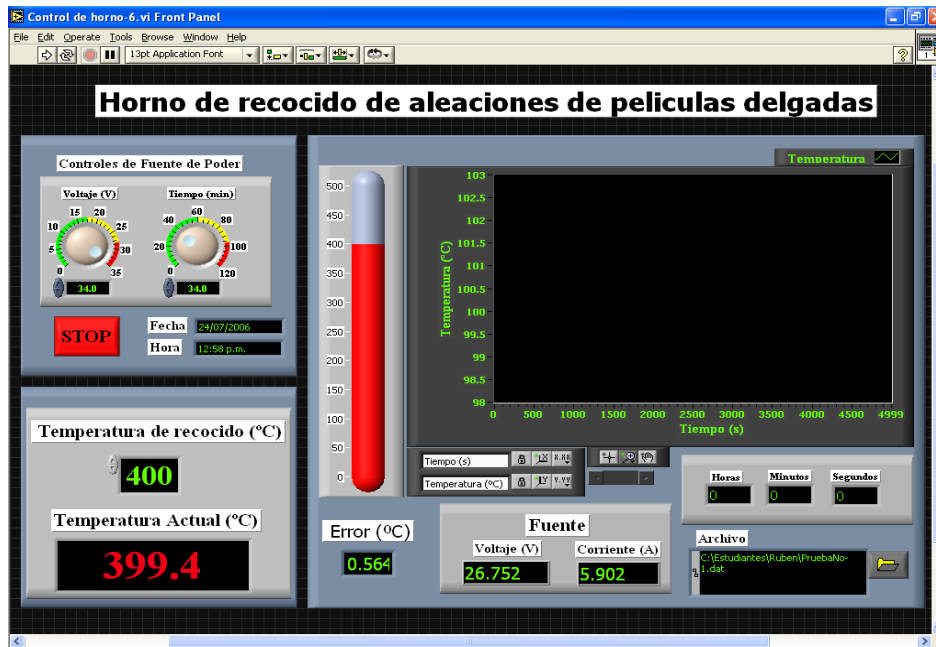 Control de horno-6.vi Front Panel
File Edit Operate Tools Browse Window Help
13pt Application Font
?
1
Horno de recocido de aleaciones de peliculas delgadas
Controles de Fuente de Poder
Voltaje (V)
0 5 10 15 20 25 30 35
34.0
Tiempo (min)
0 20 40 60 80 100 120
34.0
STOP
Fecha 24/07/2006
Hora 12:58 p.m.
Temperatura de recocido (ºC)
400
Temperatura Actual (ºC)
399.4
500
450
400
350
300
250
200
150
100
50
0
Temperatura
Temperatura (ºC)
103
102.5
102
101.5
101
100.5
100
99.5
99
98.5
98
0 500 1000 1500 2000 2500 3000 3500 4000 4500 4999
Tiempo (s)
Tiempo (s) X X.XX
Temperatura (ºC) Y Y.YY
Error (ºC)
0.564
Fuente
Voltaje (V) Corriente (A)
26.752 5.902
Horas Minutos Segundos
0 0 0
Archivo
C:\Estudiantes\Ruben\PruebaNo-
1.dat